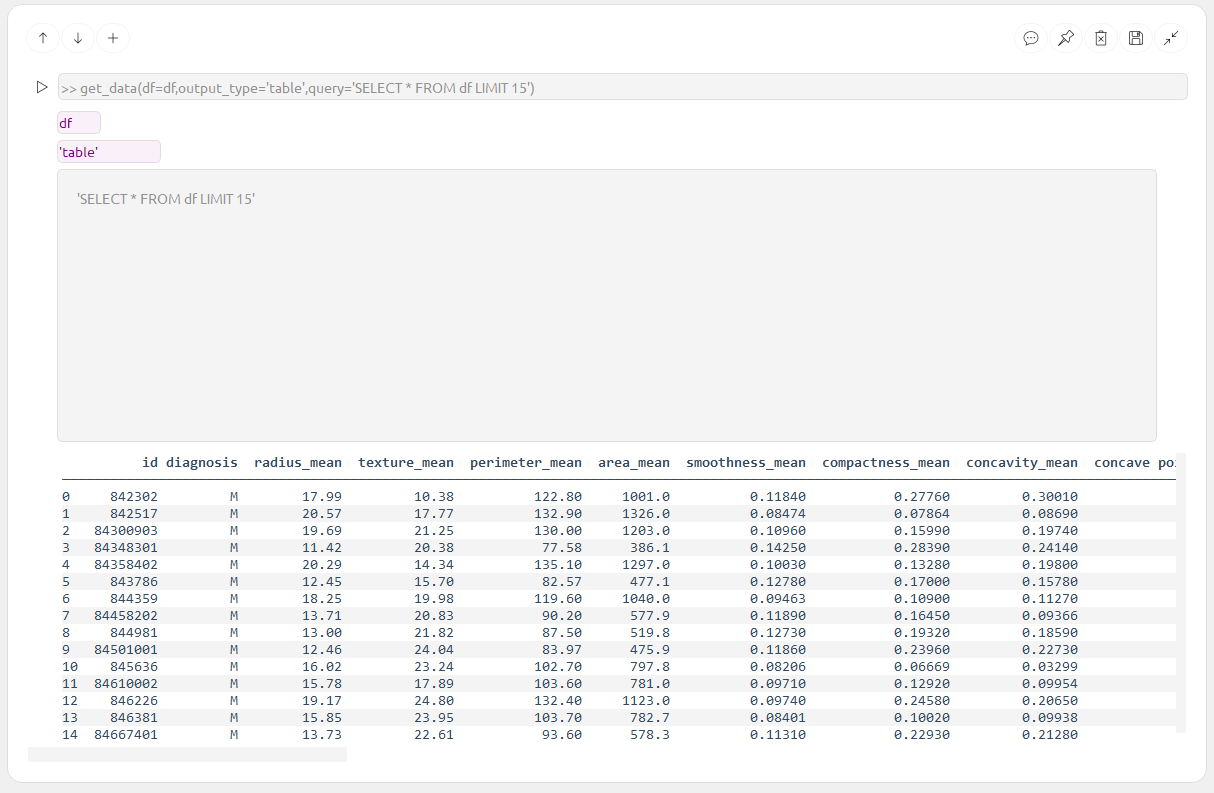 >> get_data(df=df,output_type='table',query='SELECT * FROM df LIMIT 15')
df
'table'
'SELECT * FROM df LIMIT 15'
id diagnosis radius_mean texture_mean perimeter_mean area_mean smoothness_mean compactness_mean concavity_mean concave poi
0 842302 M 17.99 10.38 122.80 1001.0 0.11840 0.27760 0.30010
1 842517 M 20.57 17.77 132.90 1326.0 0.08474 0.07864 0.08690
2 84300903 M 19.69 21.25 130.00 1203.0 0.10960 0.15990 0.19740
3 84348301 M 11.42 20.38 77.58 386.1 0.14250 0.28390 0.24140
4 84358402 M 20.29 14.34 135.10 1297.0 0.10030 0.13280 0.19800
5 843786 M 12.45 15.70 82.57 477.1 0.12780 0.17000 0.15780
6 844359 M 18.25 19.98 119.60 1040.0 0.09463 0.10900 0.11270
7 84458202 M 13.71 20.83 90.20 577.9 0.11890 0.16450 0.09366
8 844981 M 13.00 21.82 87.50 519.8 0.12730 0.19320 0.18590
9 84501001 M 12.46 24.04 83.97 475.9 0.11860 0.23960 0.22730
10 845636 M 16.02 23.24 102.70 797.8 0.08206 0.06669 0.03299
11 84610002 M 15.78 17.89 103.60 781.0 0.09710 0.12920 0.09954
12 846226 M 19.17 24.80 132.40 1123.0 0.09740 0.24580 0.20650
13 846381 M 15.85 23.95 103.70 782.7 0.08401 0.10020 0.09938
14 84667401 M 13.73 22.61 93.60 578.3 0.11310 0.22930 0.21280